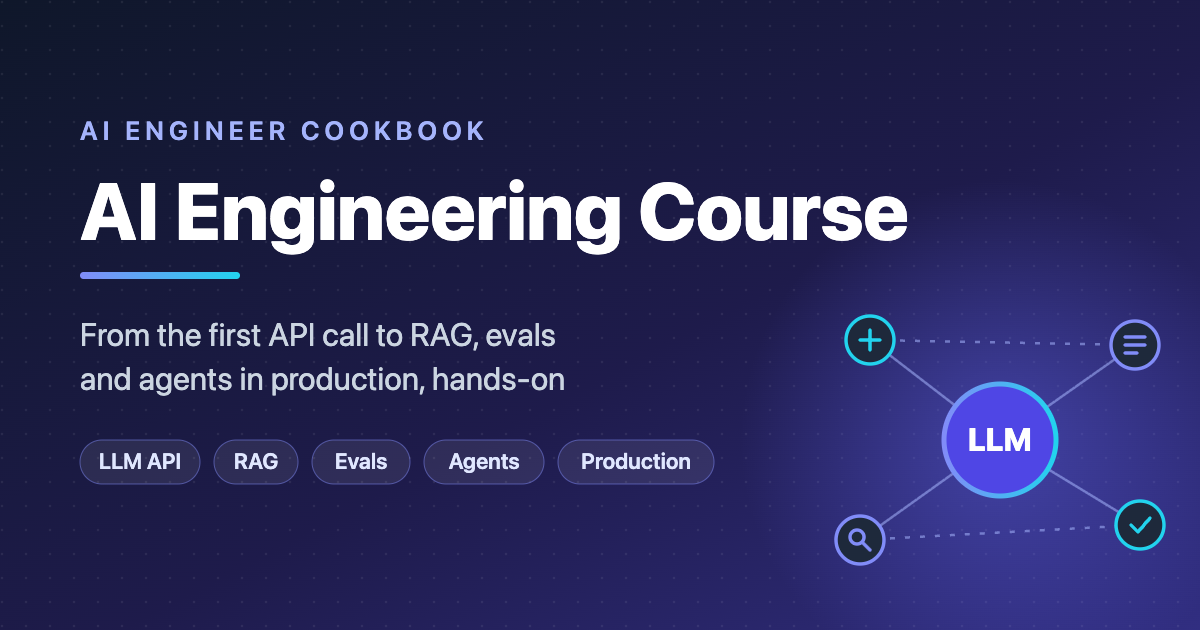 AI ENGINEER COOKBOOK
AI Engineering Course
From the first API call to RAG, evals
and agents in production, hands-on
LLM API
RAG
Evals
Agents
Production
LLM